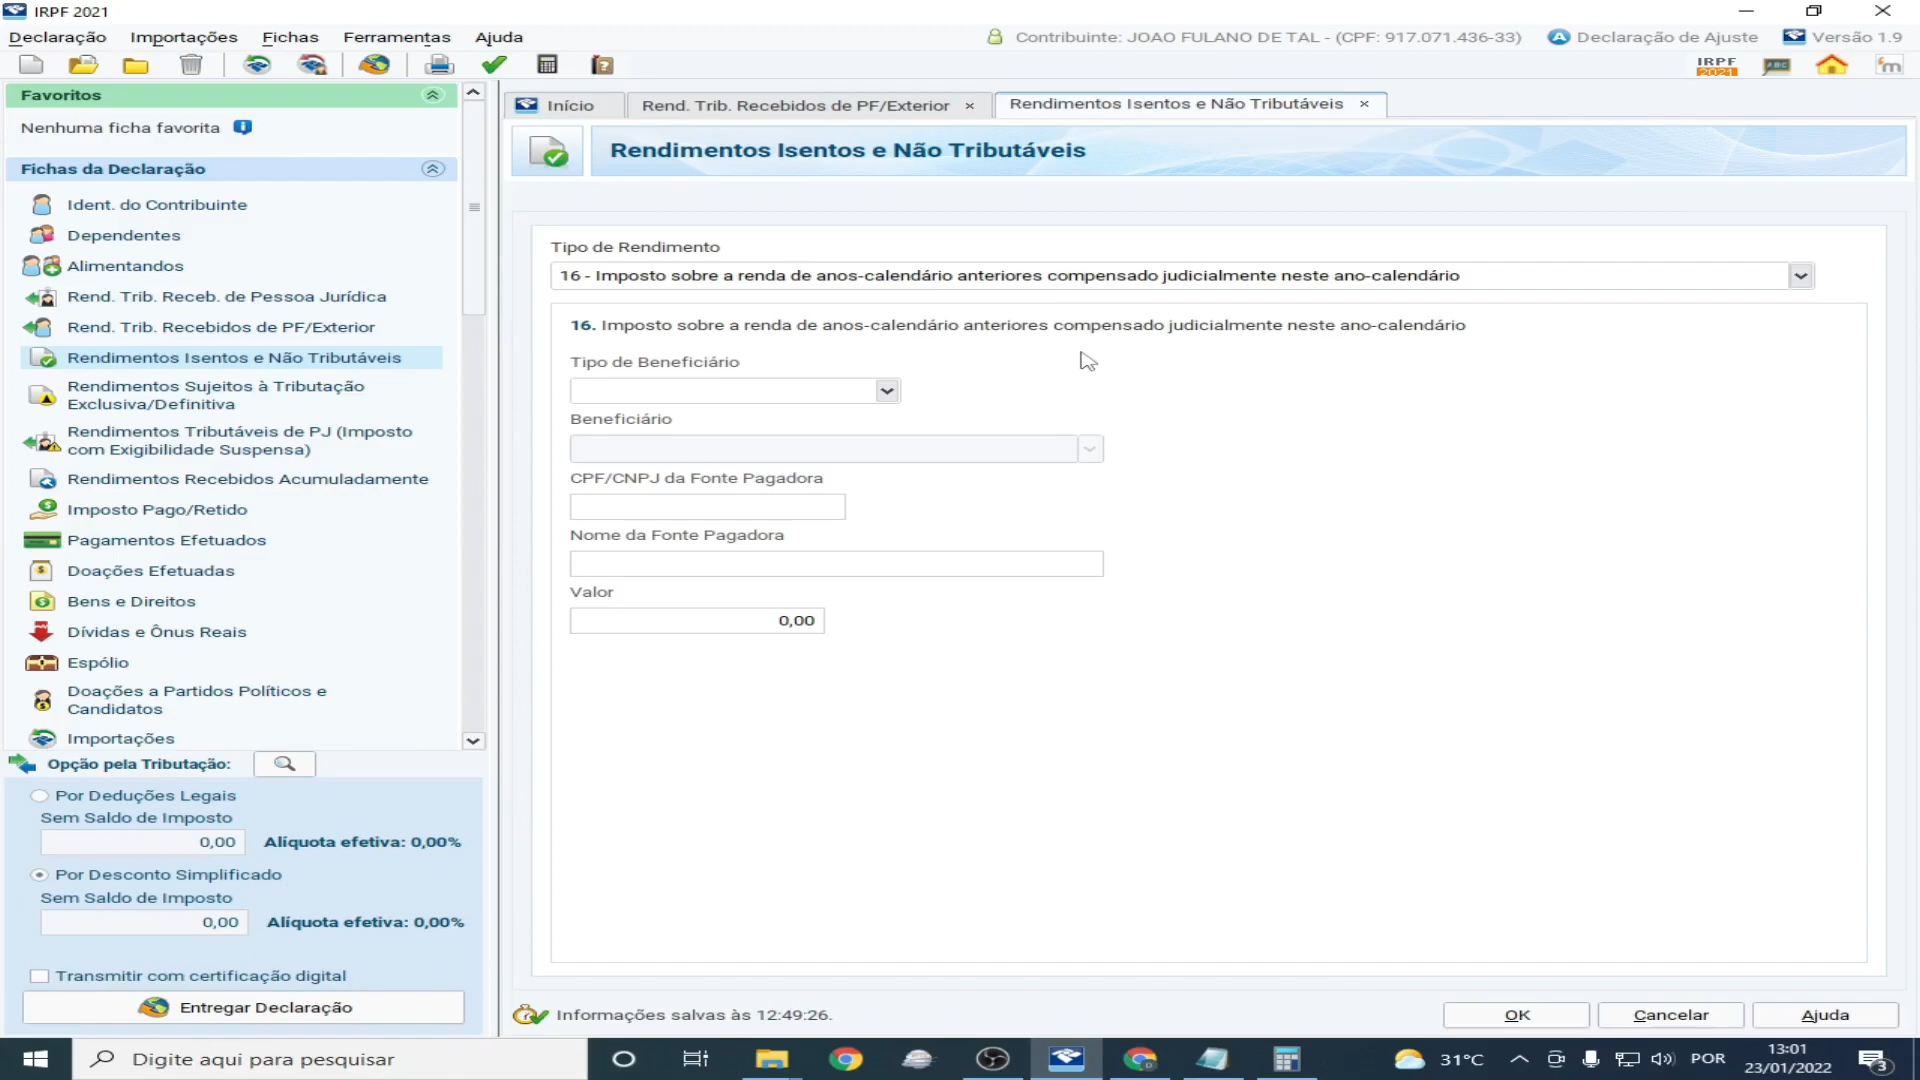 IRPF 2021
Declaração Importações Fichas Ferramentas Ajuda
Contribuinte: JOAO FULANO DE TAL - (CPF: 917.071.436-33) Declaração de Ajuste Versão 1.9
IRPF
2021
ABC
Favoritos
Nenhuma ficha favorita
Fichas da Declaração
Ident. do Contribuinte
Dependentes
Alimentandos
Rend. Trib. Receb. de Pessoa Jurídica
Rend. Trib. Recebidos de PF/Exterior
Rendimentos Isentos e Não Tributáveis
Rendimentos Sujeitos à Tributação
Exclusiva/Definitiva
Rendimentos Tributáveis de PJ (Imposto
com Exigibilidade Suspensa)
Rendimentos Recebidos Acumuladamente
Imposto Pago/Retido
Pagamentos Efetuados
Doações Efetuadas
Bens e Direitos
Dívidas e Ônus Reais
Espólio
Doações a Partidos Políticos e
Candidatos
Importações
Opção pela Tributação:
Por Deduções Legais
Sem Saldo de Imposto
0,00 Alíquota efetiva: 0,00%
Por Desconto Simplificado
Sem Saldo de Imposto
0,00 Alíquota efetiva: 0,00%
Transmitir com certificação digital
Entregar Declaração
Início Rend. Trib. Recebidos de PF/Exterior × Rendimentos Isentos e Não Tributáveis ×
Rendimentos Isentos e Não Tributáveis
Tipo de Rendimento
16 - Imposto sobre a renda de anos-calendário anteriores compensado judicialmente neste ano-calendário
16. Imposto sobre a renda de anos-calendário anteriores compensado judicialmente neste ano-calendário
Tipo de Beneficiário
Beneficiário
CPF/CNPJ da Fonte Pagadora
Nome da Fonte Pagadora
Valor
0,00
Informações salvas às 12:49:26.
OK Cancelar Ajuda
Digite aqui para pesquisar
31°C POR 13:01
23/01/2022
3